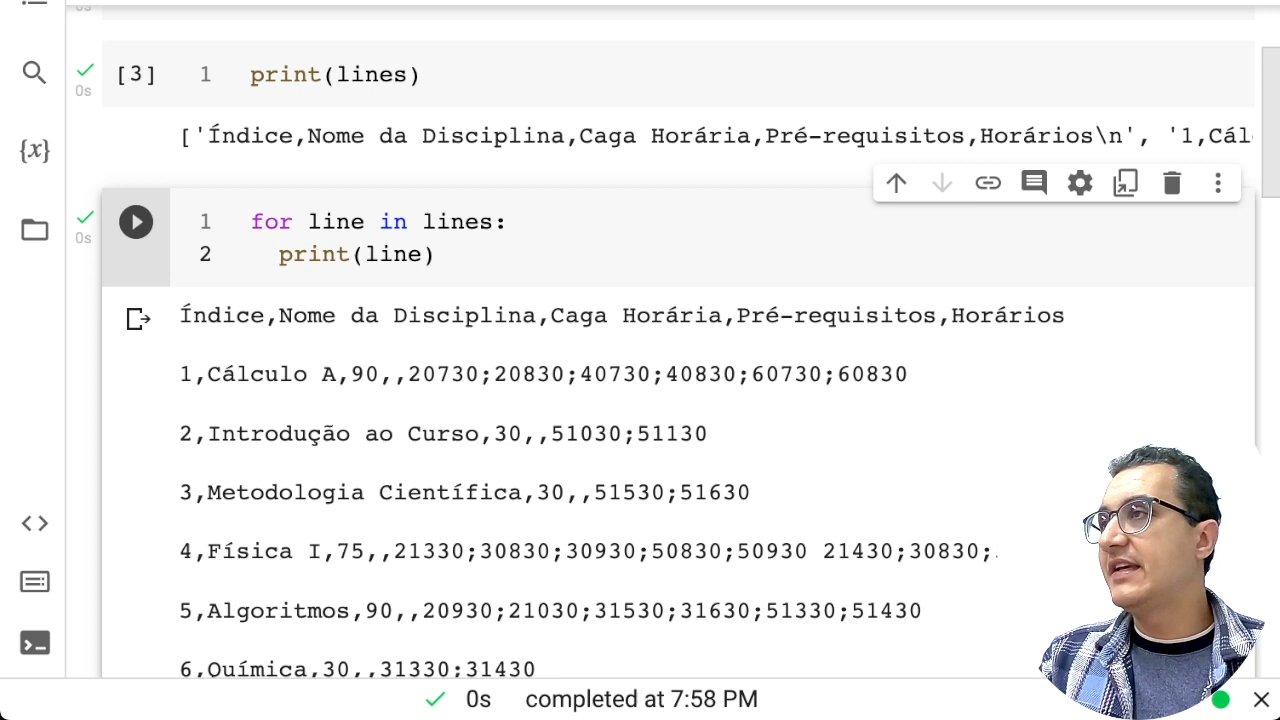 0s
[3] 1 print(lines)
0s
['Índice,Nome da Disciplina,Caga Horária,Pré-requisitos,Horários\n', '1,Cál
{x}
1 for line in lines:
0s
2 print(line)
Índice,Nome da Disciplina,Caga Horária,Pré-requisitos,Horários
1,Cálculo A,90,,20730;20830;40730;40830;60730;60830
2,Introdução ao Curso,30,,51030;51130
3,Metodologia Científica,30,,51530;51630
4,Física I,75,,21330;30830;30930;50830;50930 21430;30830;
5,Algoritmos,90,,20930;21030;31530;31630;51330;51430
6,Química,30,,31330;31430
0s completed at 7:58 PM